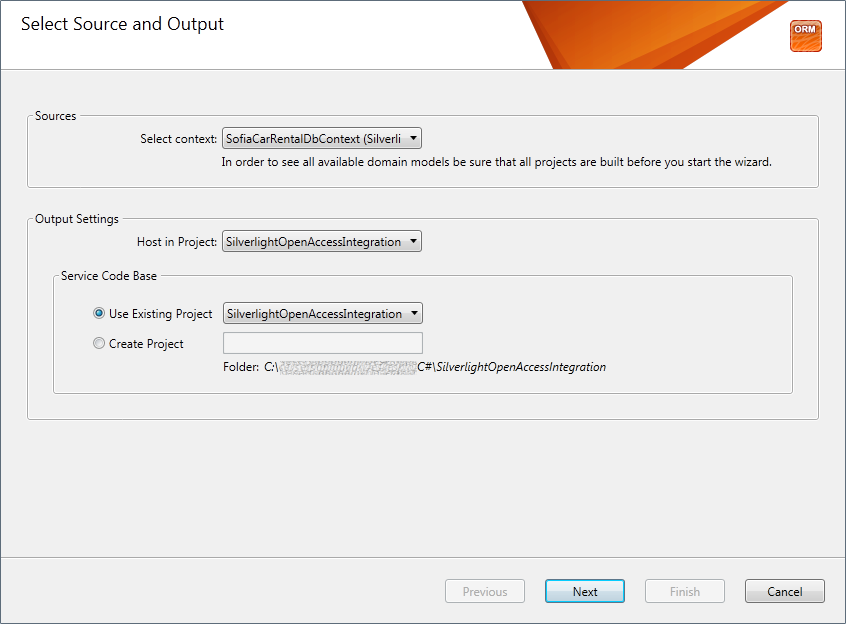 Select Source and Output
ORM
Sources
Select context: SofiaCarRentalDbContext (Silverli
In order to see all available domain models be sure that all projects are built before you start the wizard.
Output Settings
Host in Project: SilverlightOpenAccessIntegration
Service Code Base
Use Existing Project SilverlightOpenAccessIntegration
Create Project
Folder: C:\ C#\SilverlightOpenAccessIntegration
Previous Next Finish Cancel